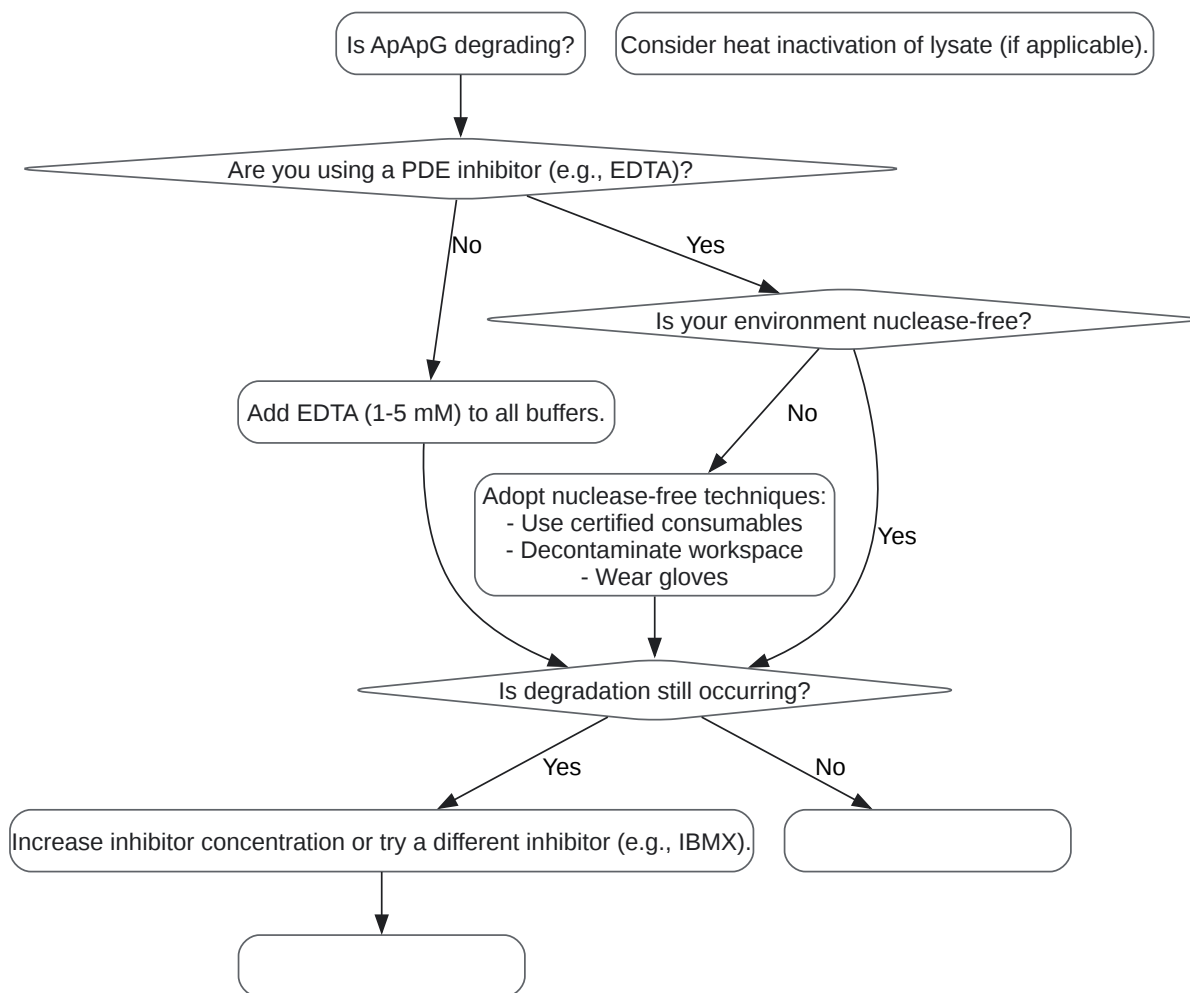 Is ApApG degrading?
Consider heat inactivation of lysate (if applicable).
Are you using a PDE inhibitor (e.g., EDTA)?
No
Yes
Is your environment nuclease-free?
Add EDTA (1-5 mM) to all buffers.
No
Adopt nuclease-free techniques:
- Use certified consumables
- Decontaminate workspace
- Wear gloves
Yes
Is degradation still occurring?
Yes
No
Increase inhibitor concentration or try a different inhibitor (e.g., IBMX).